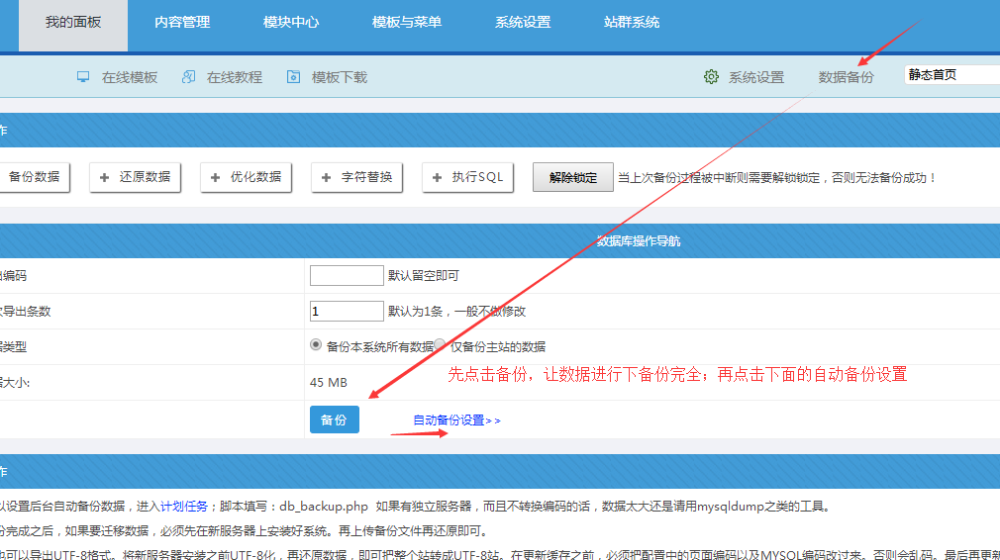 我的面板 内容管理 模块中心 模板与菜单 系统设置 站群系统
在线模板 在线教程 模板下载 系统设置 数据备份 静态首页
作
备份数据 + 还原数据 + 优化数据 + 字符替换 + 执行SQL 解除锁定 当上次备份过程被中断则需要解锁锁定，否则无法备份成功！
数据库操作导航
编码 默认留空即可
导出条数 1 默认为1条，一般不做修改
类型 备份本系统所有数据 仅备份主站的数据
大小: 45 MB
先点击备份，让数据进行下备份完全；再点击下面的自动备份设置
备份 自动备份设置>>
作
以设置后台自动备份数据，进入计划任务；脚本填写：db_backup.php 如果有独立服务器，而且不转换编码的话，数据太大还是请用mysqldump之类的工具。
份完成之后，如果要迁移数据，必须先在新服务器上安装好系统。再上传备份文件再还原即可。
也可以导出UTF-8格式。将新服务器安装之前UTF-8化，再还原数据，即可把整个站转成UTF-8站。在更新缓存之前，必须把配置中的页面编码以及MYSQL编码改过来。否则会乱码。最后再更新